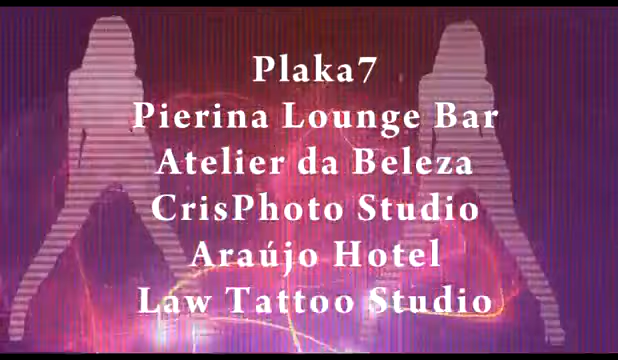 Plaka7
Pierina Lounge Bar
Atelier da Beleza
CrisPhoto Studio
Araújo Hotel
Law Tattoo Studio